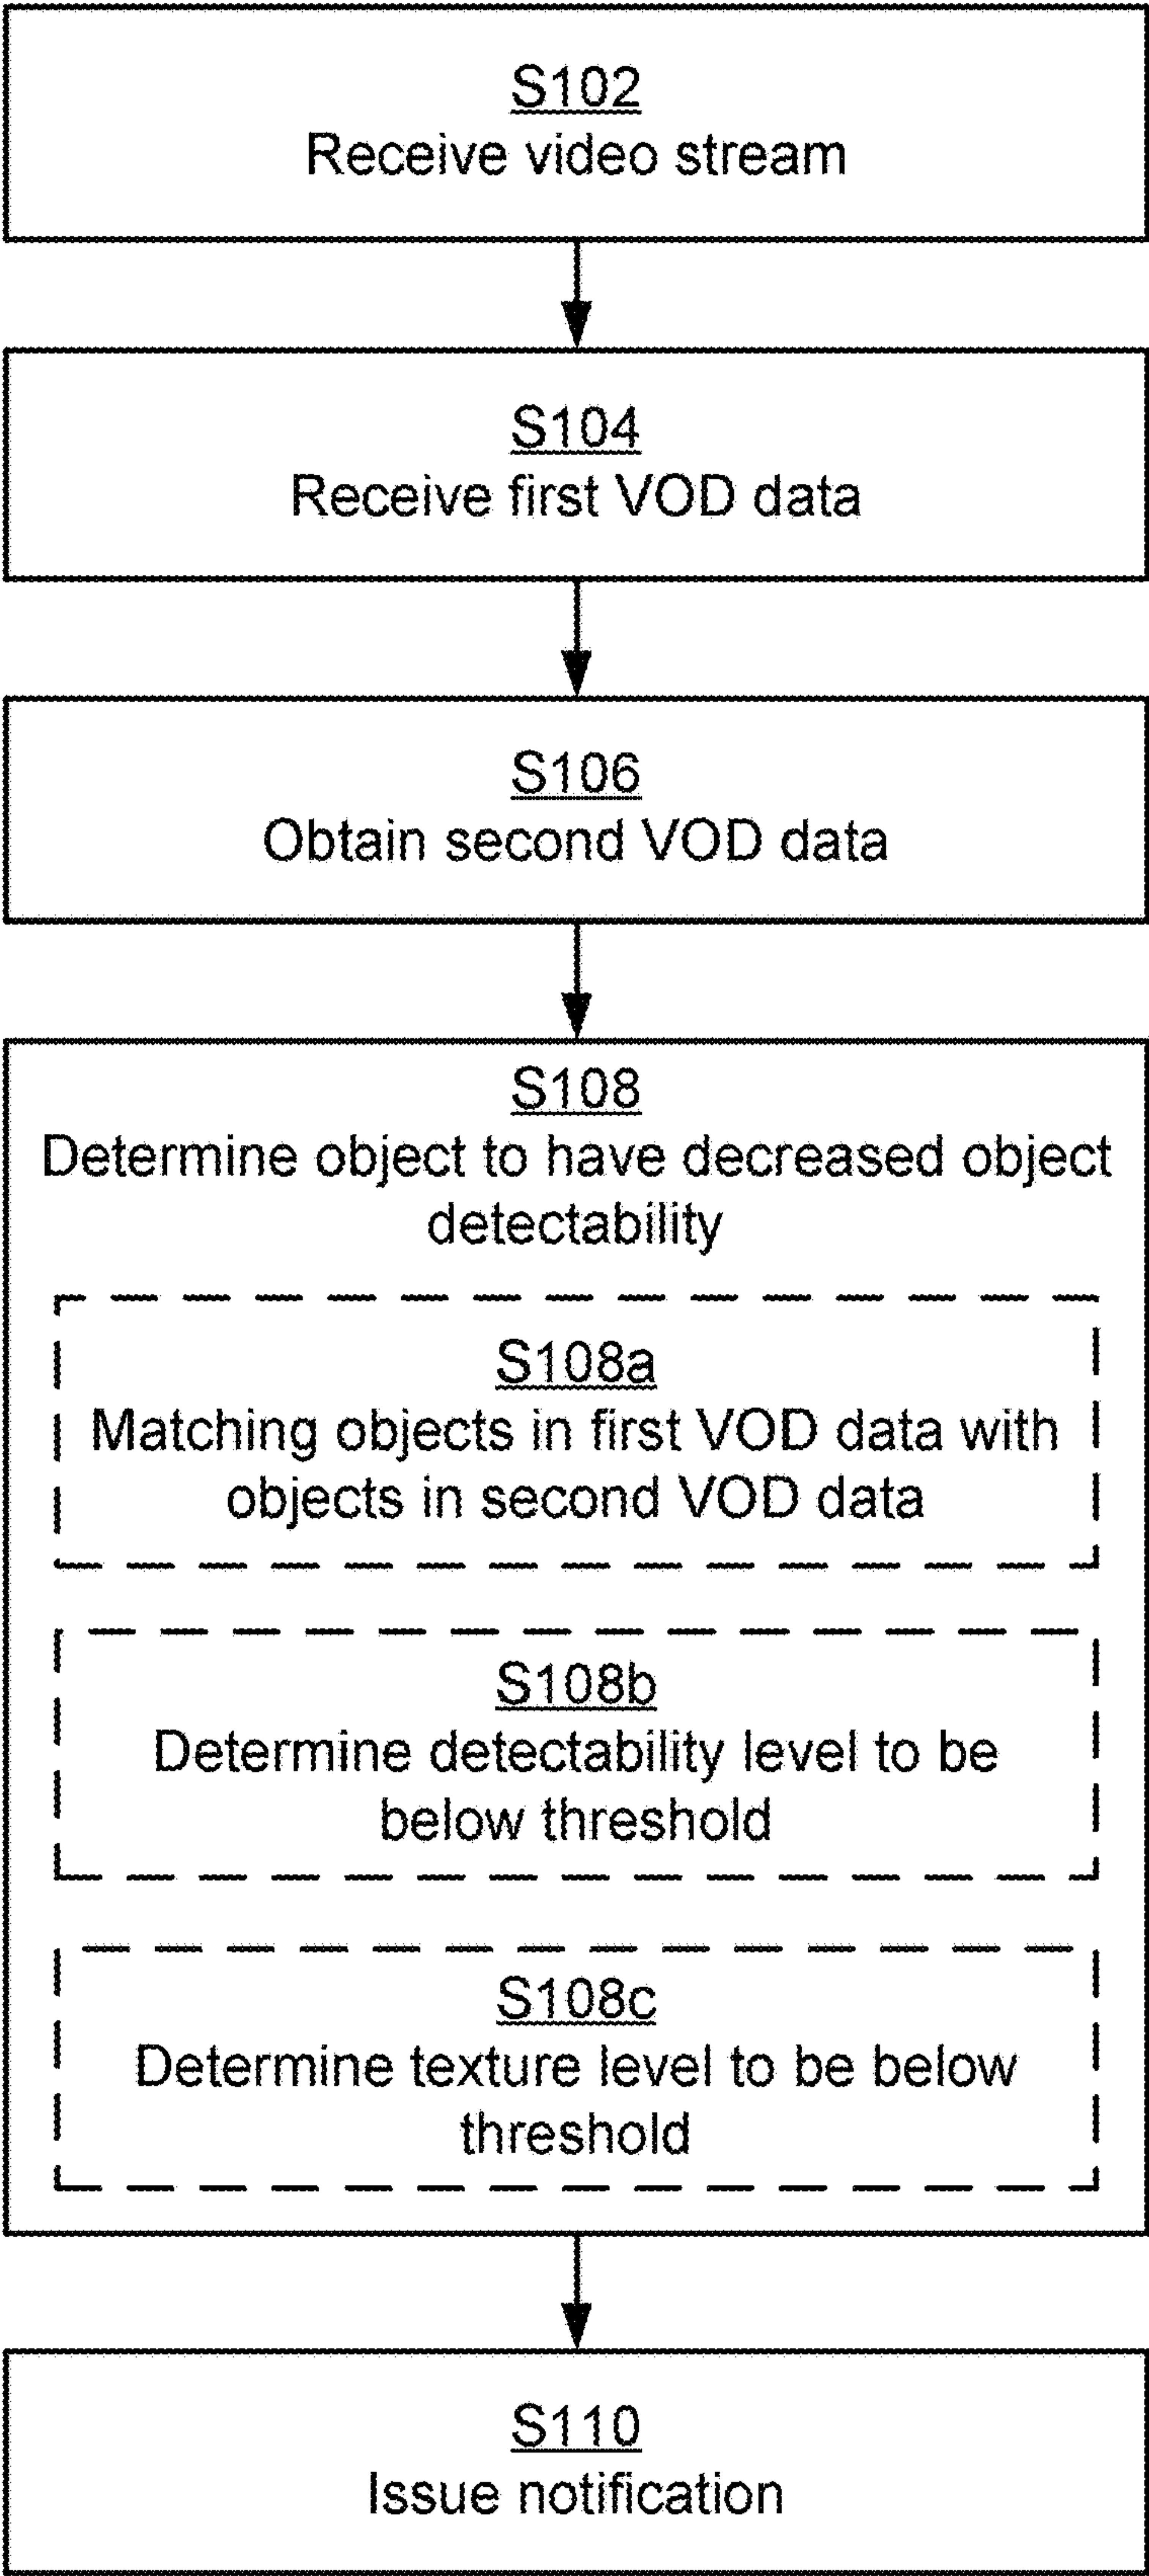 S102
Receive video stream
S104
Receive first VOD data
S106
Obtain second VOD data
S108
Determine object to have decreased object
detectability
S108a
Matching objects in first VOD data with
objects in second VOD data
S108b
Determine detectability level to be
below threshold
S108c
Determine texture level to be below
threshold
S110
Issue notification